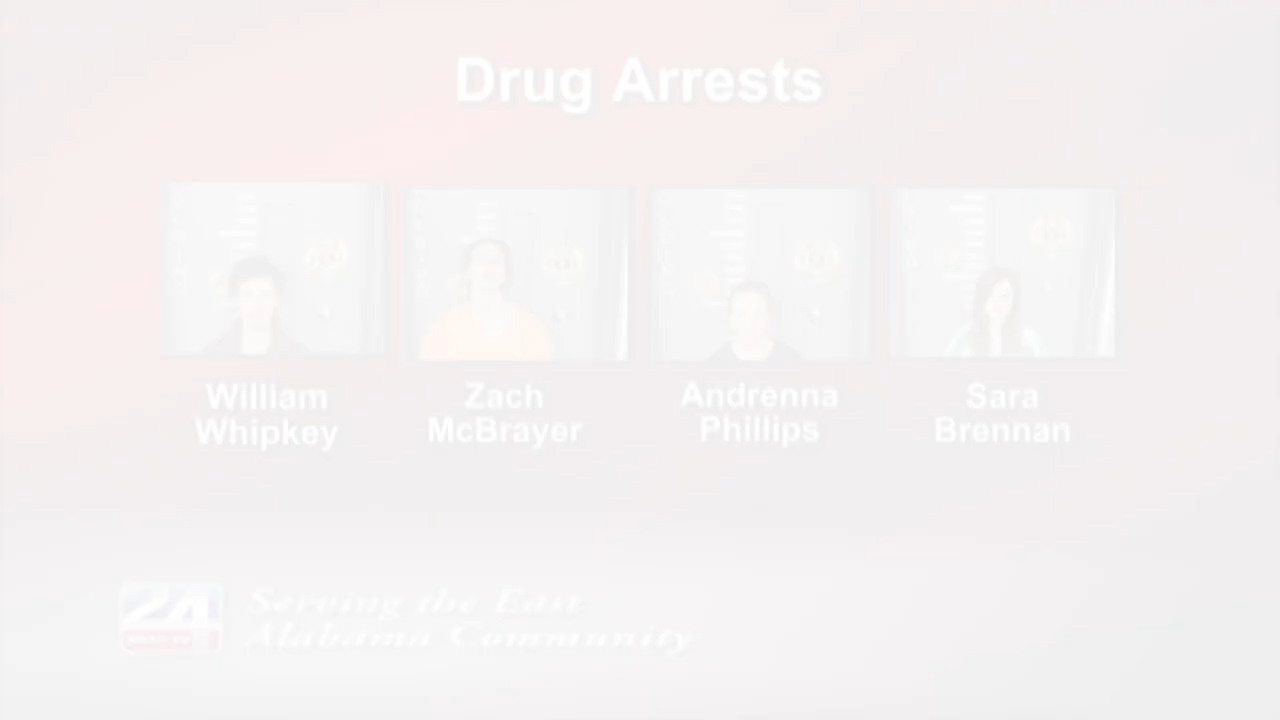 Drug Arrests
William
Whipkey
Zach
McBrayer
Andrenna
Phillips
Sara
Brennan
24
Serving the East
Alabama Community